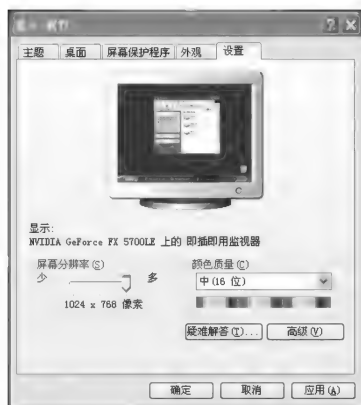 主题 桌面 屏幕保护程序 外观 设置
显示:
NVIDIA GeForce FX 5700LE 上的 即插即用监视器
屏幕分辨率(S) 颜色质量(C)
少 多 中(16 位)
1024 x 768 像素
疑难解答(T)... 高级(V)
确定 取消 应用(A)